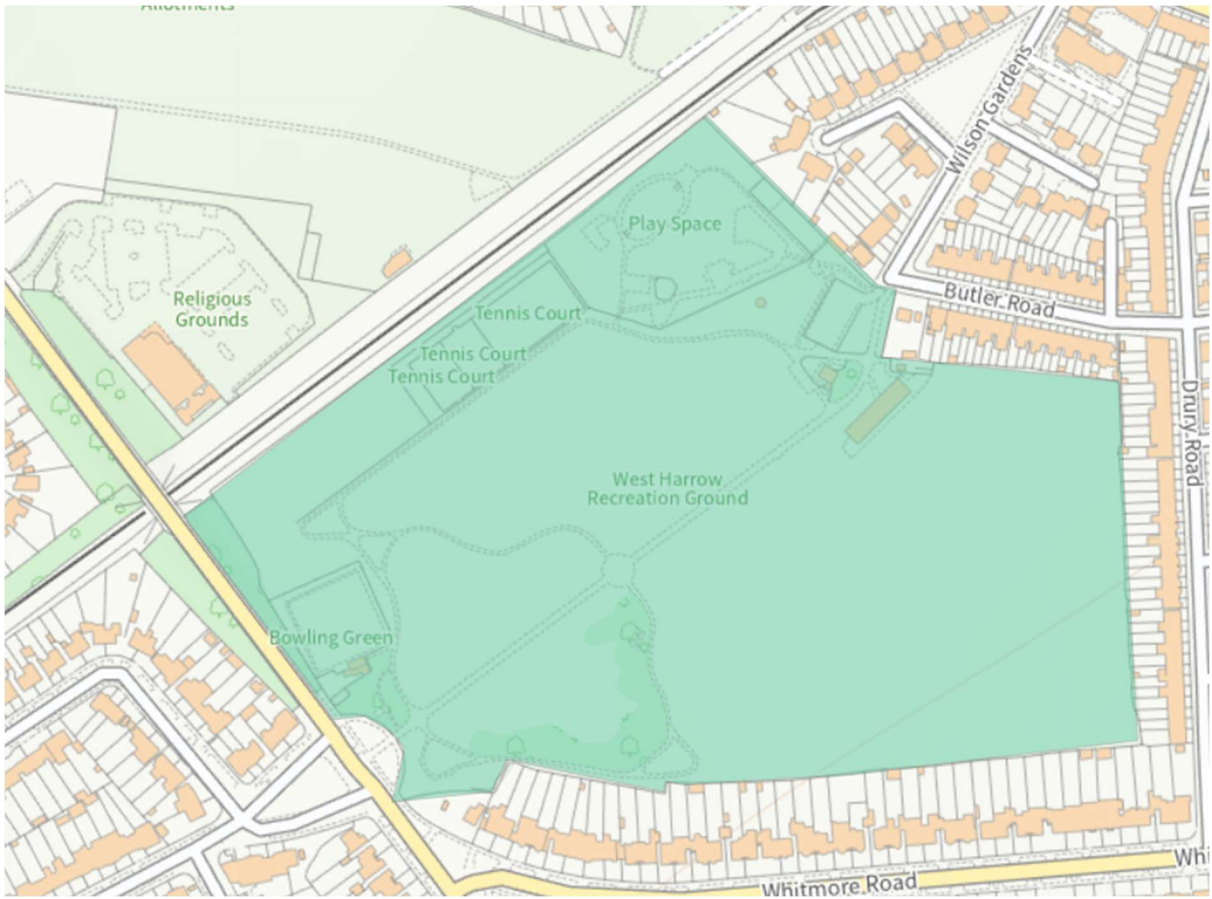 Allotments
Wilson Gardens
Play Space
Religious
Grounds
Butler Road
Tennis Court
Tennis Court
Tennis Court
Drury Road
West Harrow
Recreation Ground
Bowling Green
Whi
Whitmore Road